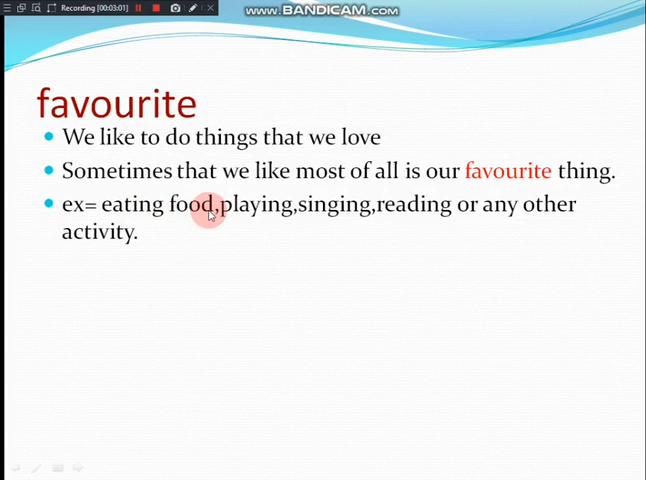 Recording [00:03:01]
www.BANDICAM.com
favourite
We like to do things that we love
Sometimes that we like most of all is our favourite thing.
ex= eating food,playing,singing,reading or any other
activity.